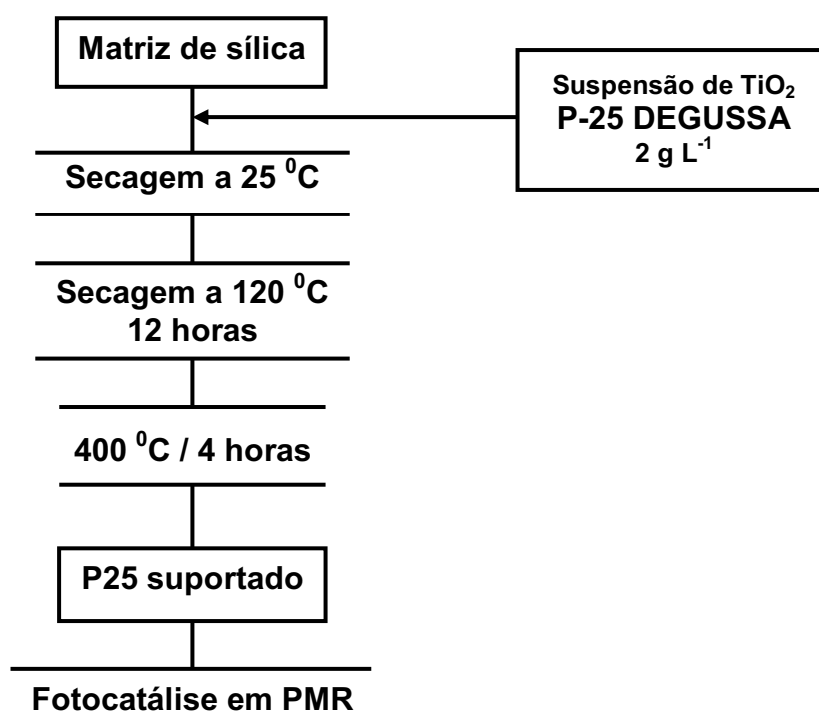 Matriz de sílica
Suspensão de TiO₂
P-25 DEGUSSA
2 g L⁻¹
Secagem a 25 ⁰C
Secagem a 120 ⁰C
12 horas
400 ⁰C / 4 horas
P25 suportado
Fotocatálise em PMR